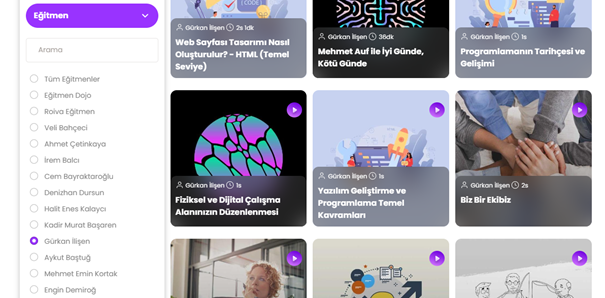 Eğitmen
Arama
Tüm Eğitmenler
Eğitim Dojo
Roiva Eğitmen
Veli Bahçeci
Ahmet Çetinkaya
İrem Balcı
Cem Bayraktaroğlu
Denizhan Dursun
Halit Enes Kalaycı
Kadir Murat Başaren
Gürkan İlişen
Aykut Baştuğ
Mehmet Emin Kortak
Engin Demiroğ
CODE
Gürkan İlişen 2s 1dk
Web Sayfası Tasarımı Nasıl
Oluşturulur? - HTML (Temel
Seviye)
Gürkan İlişen 36dk
Mehmet Auf ile İyi Günde,
Kötü Günde
Gürkan İlişen 1s
Programlamanın Tarihçesi ve
Gelişimi
Gürkan İlişen 1s
Fiziksel ve Dijital Çalışma
Alanınızın Düzenlenmesi
Gürkan İlişen 1s
Yazılım Geliştirme ve
Programlama Temel
Kavramları
Gürkan İlişen 2s
Biz Bir Ekibiz